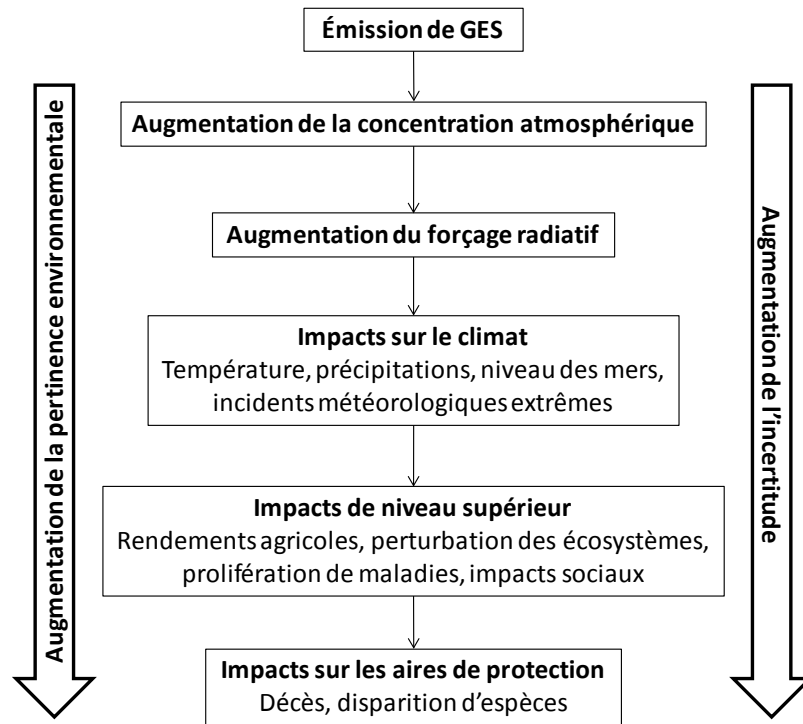 Émission de GES
Augmentation de la concentration atmosphérique
Augmentation du forçage radiatif
Impacts sur le climat
Température, précipitations, niveau des mers,
incidents météorologiques extrêmes
Impacts de niveau supérieur
Rendements agricoles, perturbation des écosystèmes,
prolifération de maladies, impacts sociaux
Impacts sur les aires de protection
Décès, disparition d'espèces
Augmentation de la pertinence environnementale
Augmentation de l'incertitude